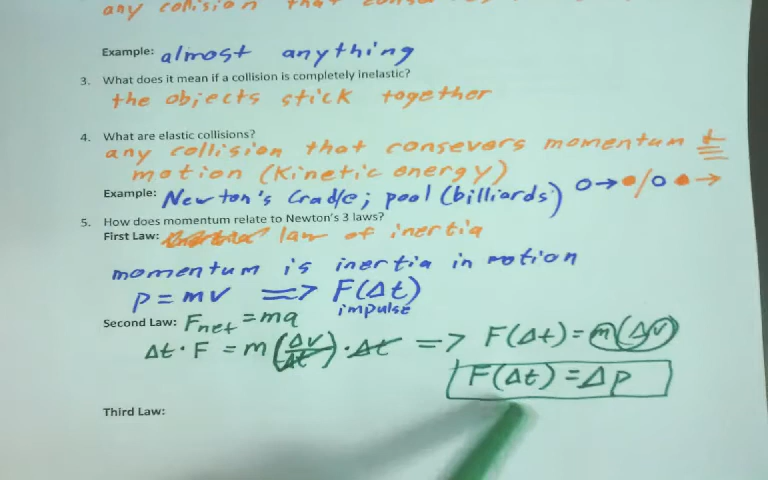 any collision that
Example: almost anything
3. What does it mean if a collision is completely inelastic?
the objects stick together
4. What are elastic collisions?
any collision that consevers momentum +
motion (Kinetic energy)
Example: Newton's Cradle; pool (billiards)
5. How does momentum relate to Newton's 3 laws?
First Law: law of inertia
momentum is inertia in motion
p = mv => F(Δt)
impulse
Second Law: Fnet = ma
Δt · F = m(Δv/Δt) · Δt => F(Δt) = m(Δv)
F(Δt) = Δp
Third Law: